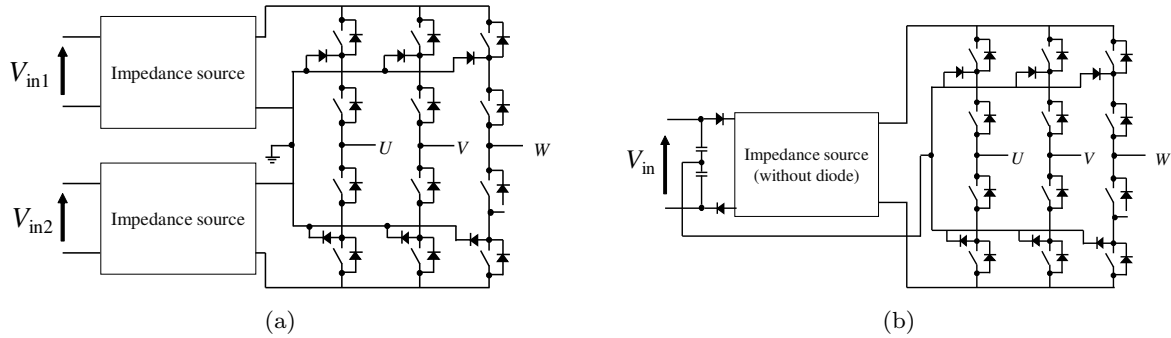 V_in1
Impedance source
U
V
W
V_in2
Impedance source
(a)
V_in
Impedance source
(without diode)
U
V
W
(b)